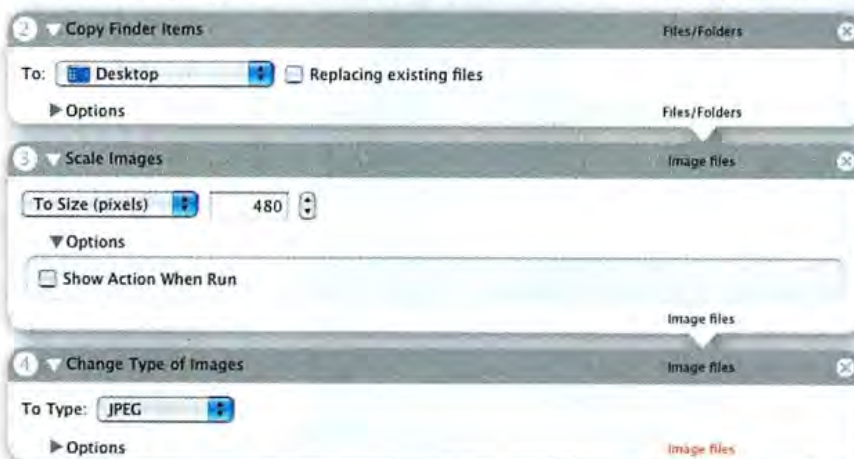 2 Copy Finder Items Files/Folders
To: Desktop Replacing existing files
Options Files/Folders
3 Scale Images Image files
To Size (pixels) 480
Options
Show Action When Run
Image files
4 Change Type of Images Image files
To Type: JPEG
Options Image files